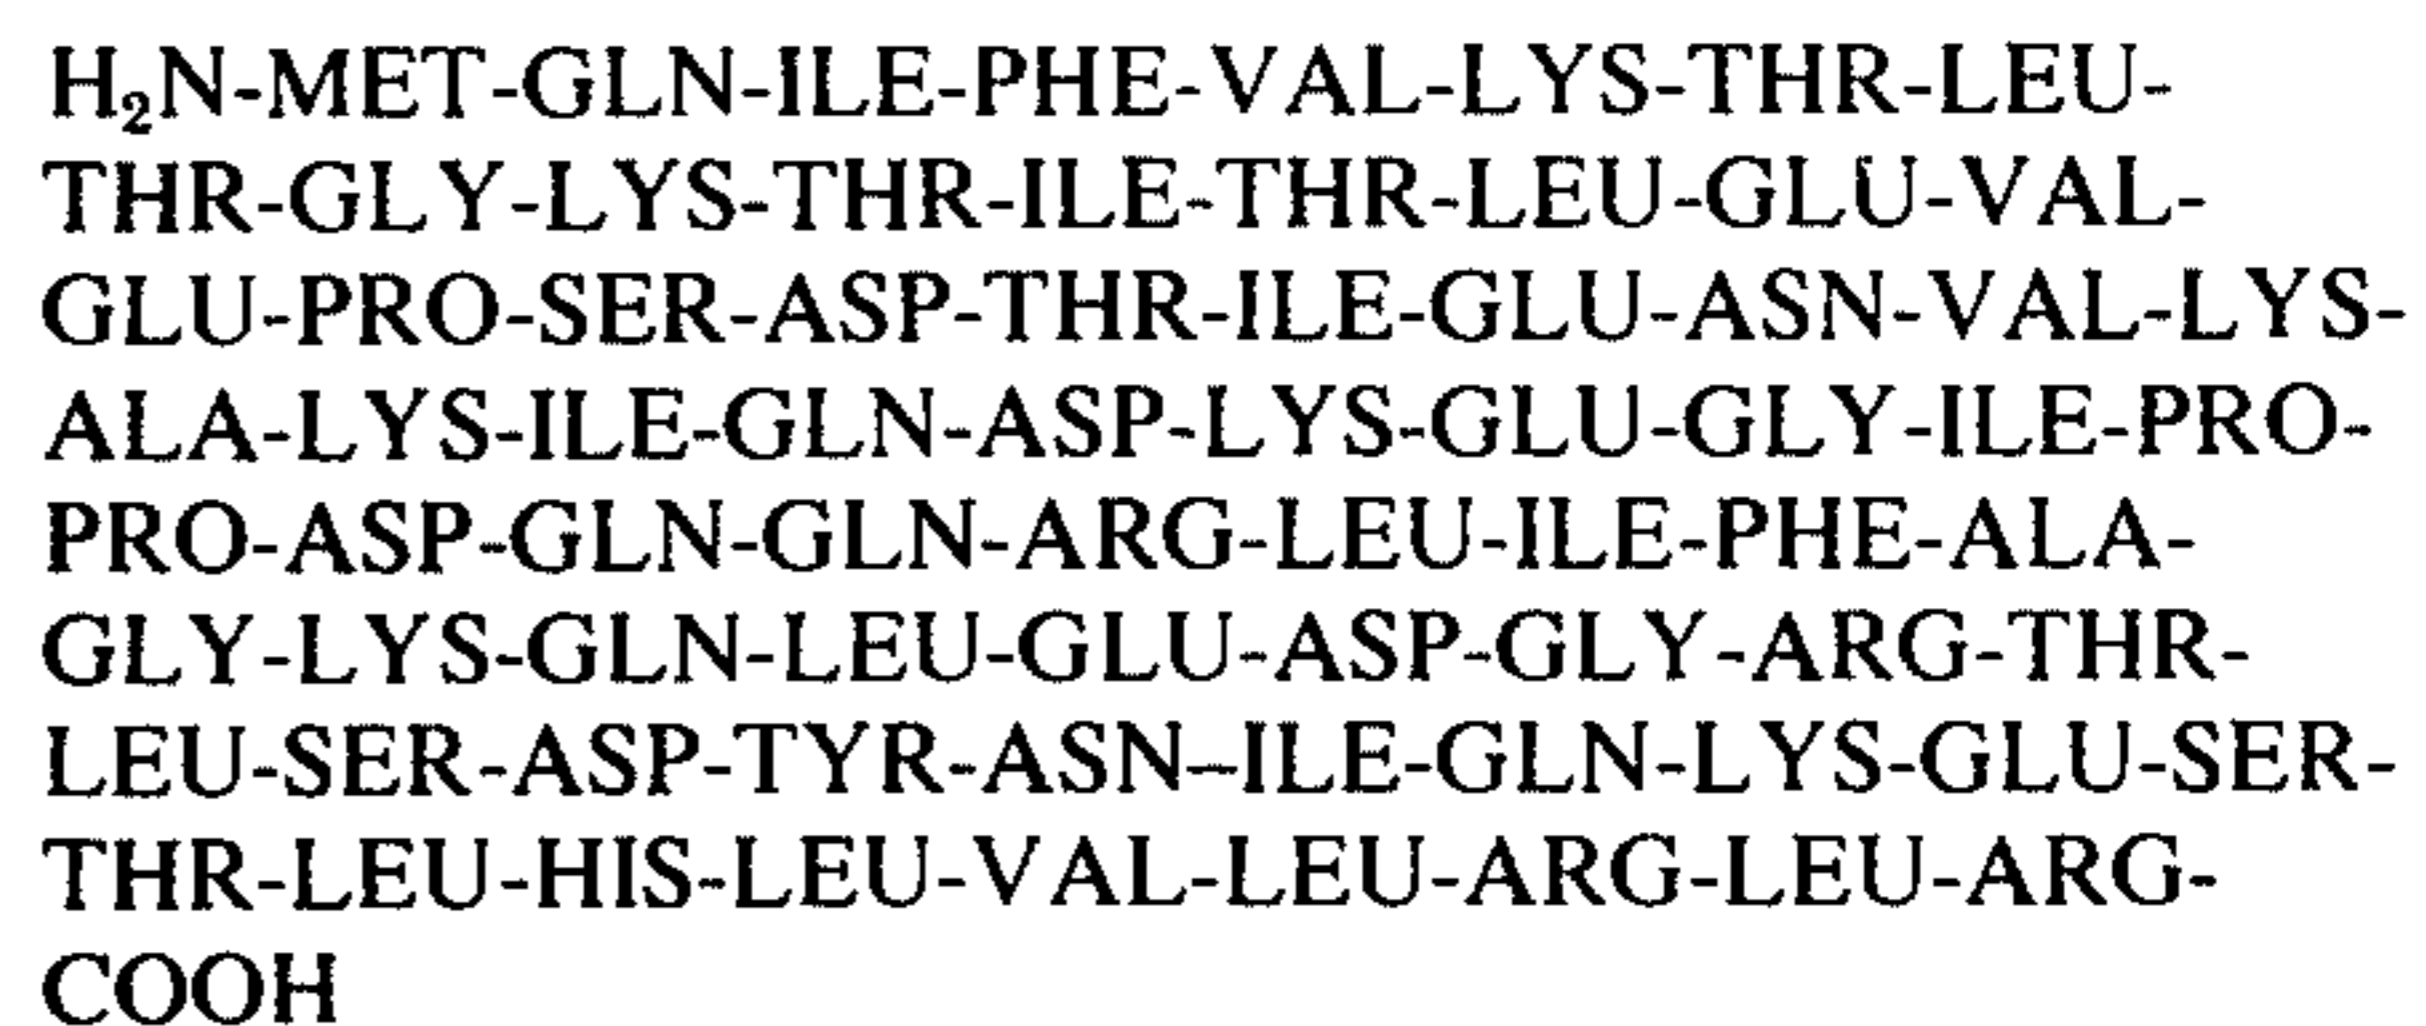 H₂N-MET-GLN-ILE-PHE-VAL-LYS-THR-LEU-
THR-GLY-LYS-THR-ILE-THR-LEU-GLU-VAL-
GLU-PRO-SER-ASP-THR-ILE-GLU-ASN-VAL-LYS-
ALA-LYS-ILE-GLN-ASP-LYS-GLU-GLY-ILE-PRO-
PRO-ASP-GLN-GLN-ARG-LEU-ILE-PHE-ALA-
GLY-LYS-GLN-LEU-GLU-ASP-GLY-ARG-THR-
LEU-SER-ASP-TYR-ASN–ILE-GLN-LYS-GLU-SER-
THR-LEU-HIS-LEU-VAL-LEU-ARG-LEU-ARG-
COOH